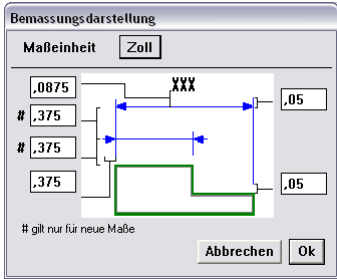 Bemassungsdarstellung
Maßeinheit Zoll
,0875 XXX
,05
# ,375
# ,375
,375
,05
# gilt nur für neue Maße
Abbrechen Ok